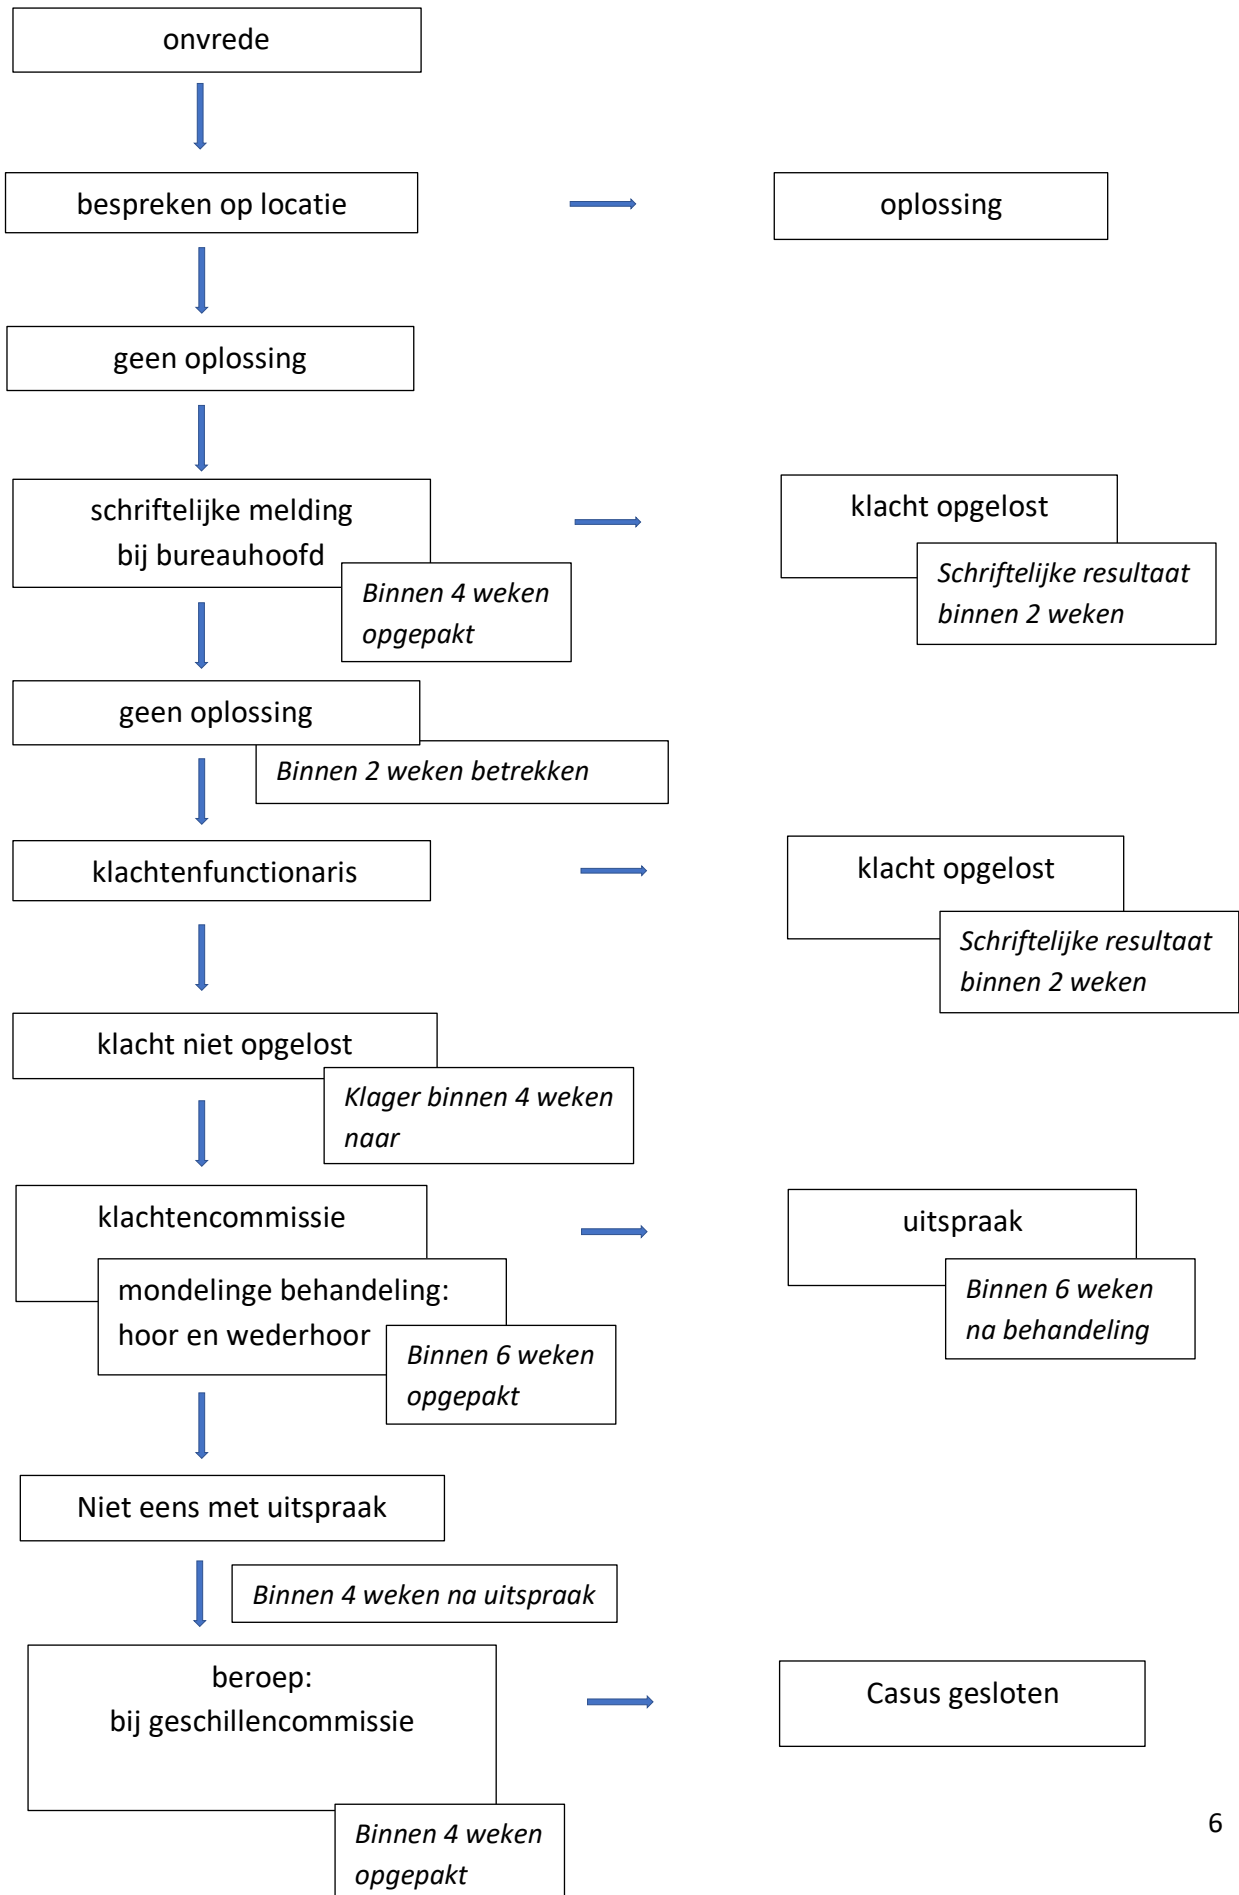 onvrede
bespreken op locatie
oplossing
geen oplossing
schriftelijke melding
bij bureauhoofd
Binnen 4 weken
opgepakt
klacht opgelost
Schriftelijke resultaat
binnen 2 weken
geen oplossing
Binnen 2 weken betrekken
klachtenfunctionaris
klacht opgelost
Schriftelijke resultaat
binnen 2 weken
klacht niet opgelost
Klager binnen 4 weken
naar
klachtencommissie
mondelinge behandeling:
hoor en wederhoor
Binnen 6 weken
opgepakt
uitspraak
Binnen 6 weken
na behandeling
Niet eens met uitspraak
Binnen 4 weken na uitspraak
beroep:
bij geschillencommissie
Binnen 4 weken
opgepakt
Casus gesloten
6